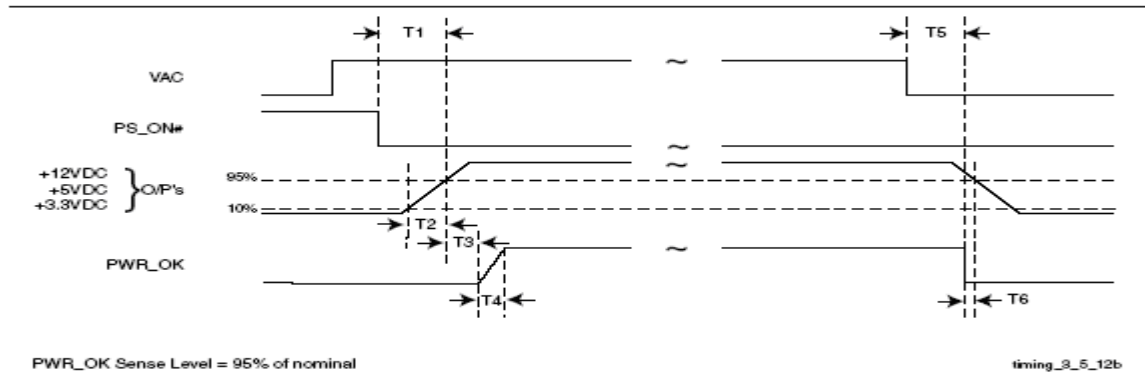 T1
T5
VAC
~
PS_ON#
~
+12VDC
+5VDC
+3.3VDC
} O/P's
95%
10%
~
T2
T3
PWR_OK
~
T4
T6
PWR_OK Sense Level = 95% of nominal
timing_3_5_12b